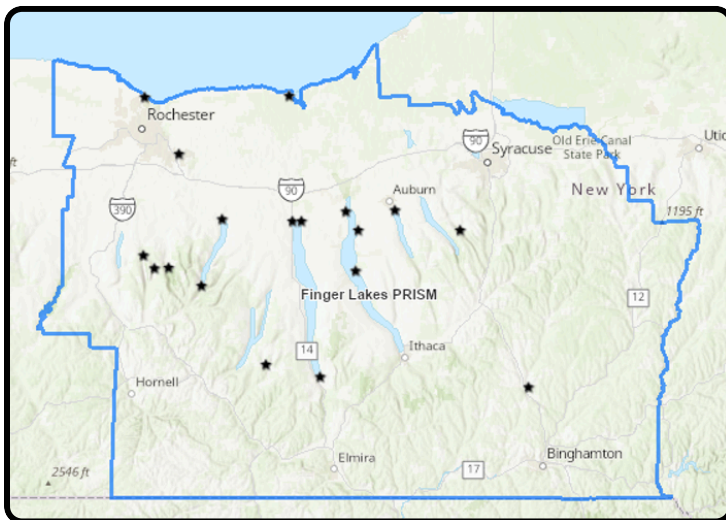 Rochester
90
Syracuse
Old Erie Canal
State Park
Utic
ft
New York
Auburn
90
390
1195 ft
Finger Lakes PRISM
12
14
Ithaca
Hornell
Elmira
Binghamton
17
2546 ft